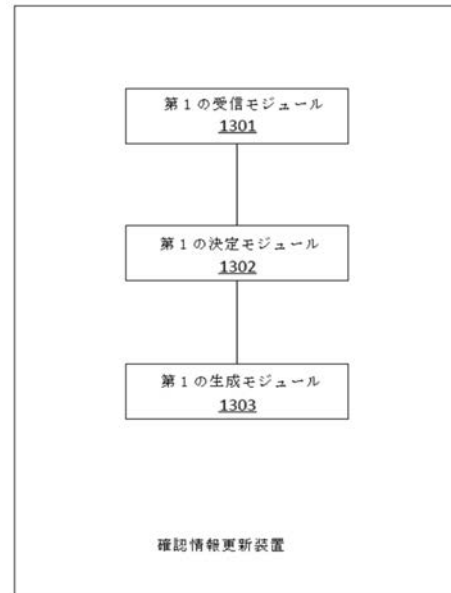 第１の受信モジュール
1301
第１の決定モジュール
1302
第１の生成モジュール
1303
確認情報更新装置